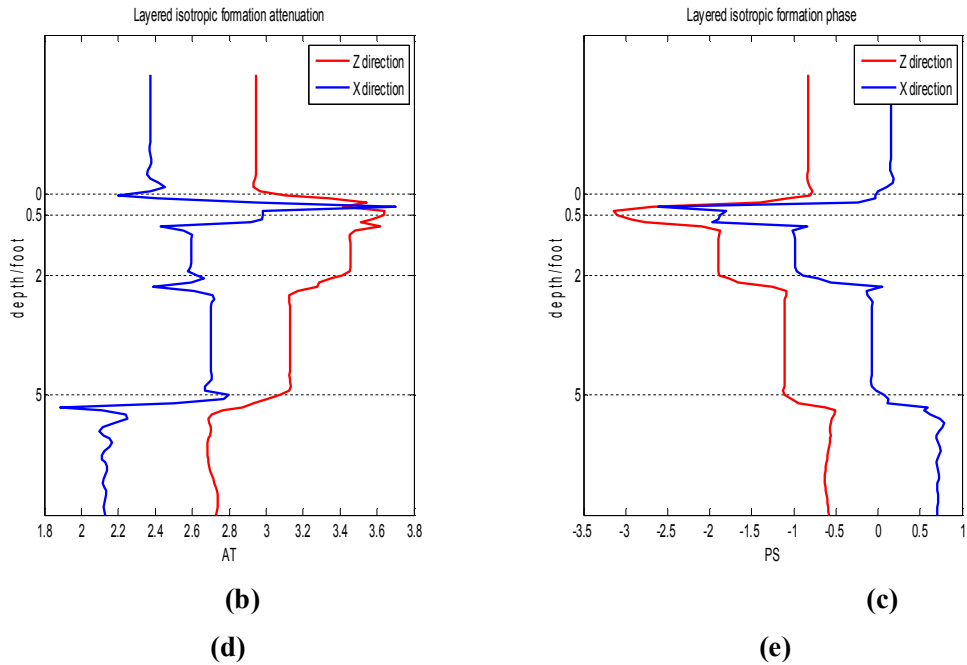 Layered isotropic formation attenuation
Z direction
X direction
0
0.5
2
5
depth/foot
1.8 2 2.2 2.4 2.6 2.8 3 3.2 3.4 3.6 3.8
AT
Layered isotropic formation phase
Z direction
X direction
0
0.5
2
5
depth/foot
-3.5 -3 -2.5 -2 -1.5 -1 -0.5 0 0.5 1
PS
(b) (c)
(d) (e)